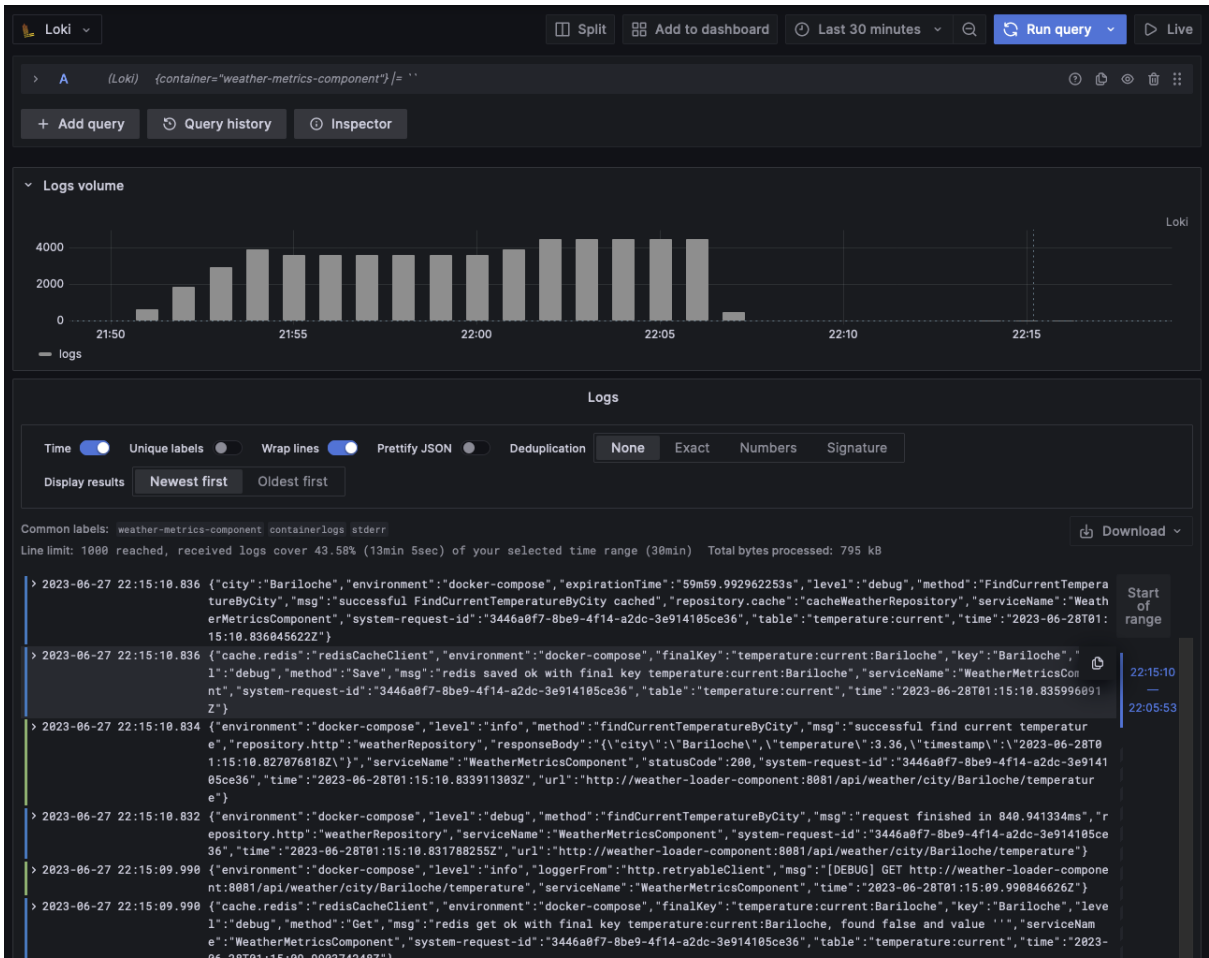 Loki
Split
Add to dashboard
Last 30 minutes
Run query
Live
A (Loki) {container="weather-metrics-component"} |= ``
+ Add query
Query history
Inspector
Logs volume
Loki
4000
2000
0
21:50 21:55 22:00 22:05 22:10 22:15
logs
Logs
Time Unique labels Wrap lines Prettify JSON Deduplication None Exact Numbers Signature
Display results Newest first Oldest first
Common labels: weather-metrics-component containerlogs stderr
Download
Line limit: 1000 reached, received logs cover 43.58% (13min 5sec) of your selected time range (30min) Total bytes processed: 795 kB
> 2023-06-27 22:15:10.836 {"city":"Bariloche","environment":"docker-compose","expirationTime":"59m59.992962253s","level":"debug","method":"FindCurrentTempera
tureByCity","msg":"successful FindCurrentTemperatureByCity cached","repository.cache":"cacheWeatherRepository","serviceName":"Weath
erMetricsComponent","system-request-id":"3446a0f7-8be9-4f14-a2dc-3e914105ce36","table":"temperature:current","time":"2023-06-28T01:
15:10.836045622Z"}
Start
of
range
> 2023-06-27 22:15:10.836 {"cache.redis":"redisCacheClient","environment":"docker-compose","finalKey":"temperature:current:Bariloche","key":"Bariloche","
l":"debug","method":"Save","msg":"redis saved ok with final key temperature:current:Bariloche","serviceName":"WeatherMetricsCom
nt","system-request-id":"3446a0f7-8be9-4f14-a2dc-3e914105ce36","table":"temperature:current","time":"2023-06-28T01:15:10.835996091
Z"}
22:15:10
—
22:05:53
> 2023-06-27 22:15:10.834 {"environment":"docker-compose","level":"info","method":"findCurrentTemperatureByCity","msg":"successful find current temperatur
e","repository.http":"weatherRepository","responseBody":"{\"city\":\"Bariloche\",\"temperature\":3.36,\"timestamp\":\"2023-06-28T0
1:15:10.827076818Z\"}","serviceName":"WeatherMetricsComponent","statusCode":200,"system-request-id":"3446a0f7-8be9-4f14-a2dc-3e9141
05ce36","time":"2023-06-28T01:15:10.833911303Z","url":"http://weather-loader-component:8081/api/weather/city/Bariloche/temperatur
e"}
> 2023-06-27 22:15:10.832 {"environment":"docker-compose","level":"debug","method":"findCurrentTemperatureByCity","msg":"request finished in 840.941334ms","r
epository.http":"weatherRepository","serviceName":"WeatherMetricsComponent","system-request-id":"3446a0f7-8be9-4f14-a2dc-3e914105ce
36","time":"2023-06-28T01:15:10.831788255Z","url":"http://weather-loader-component:8081/api/weather/city/Bariloche/temperature"}
> 2023-06-27 22:15:09.990 {"environment":"docker-compose","level":"info","loggerFrom":"http.retryableClient","msg":"[DEBUG] GET http://weather-loader-compone
nt:8081/api/weather/city/Bariloche/temperature","serviceName":"WeatherMetricsComponent","time":"2023-06-28T01:15:09.990846626Z"}
> 2023-06-27 22:15:09.990 {"cache.redis":"redisCacheClient","environment":"docker-compose","finalKey":"temperature:current:Bariloche","key":"Bariloche","leve
l":"debug","method":"Get","msg":"redis get ok with final key temperature:current:Bariloche, found false and value ''","serviceNam
e":"WeatherMetricsComponent","system-request-id":"3446a0f7-8be9-4f14-a2dc-3e914105ce36","table":"temperature:current","time":"2023-